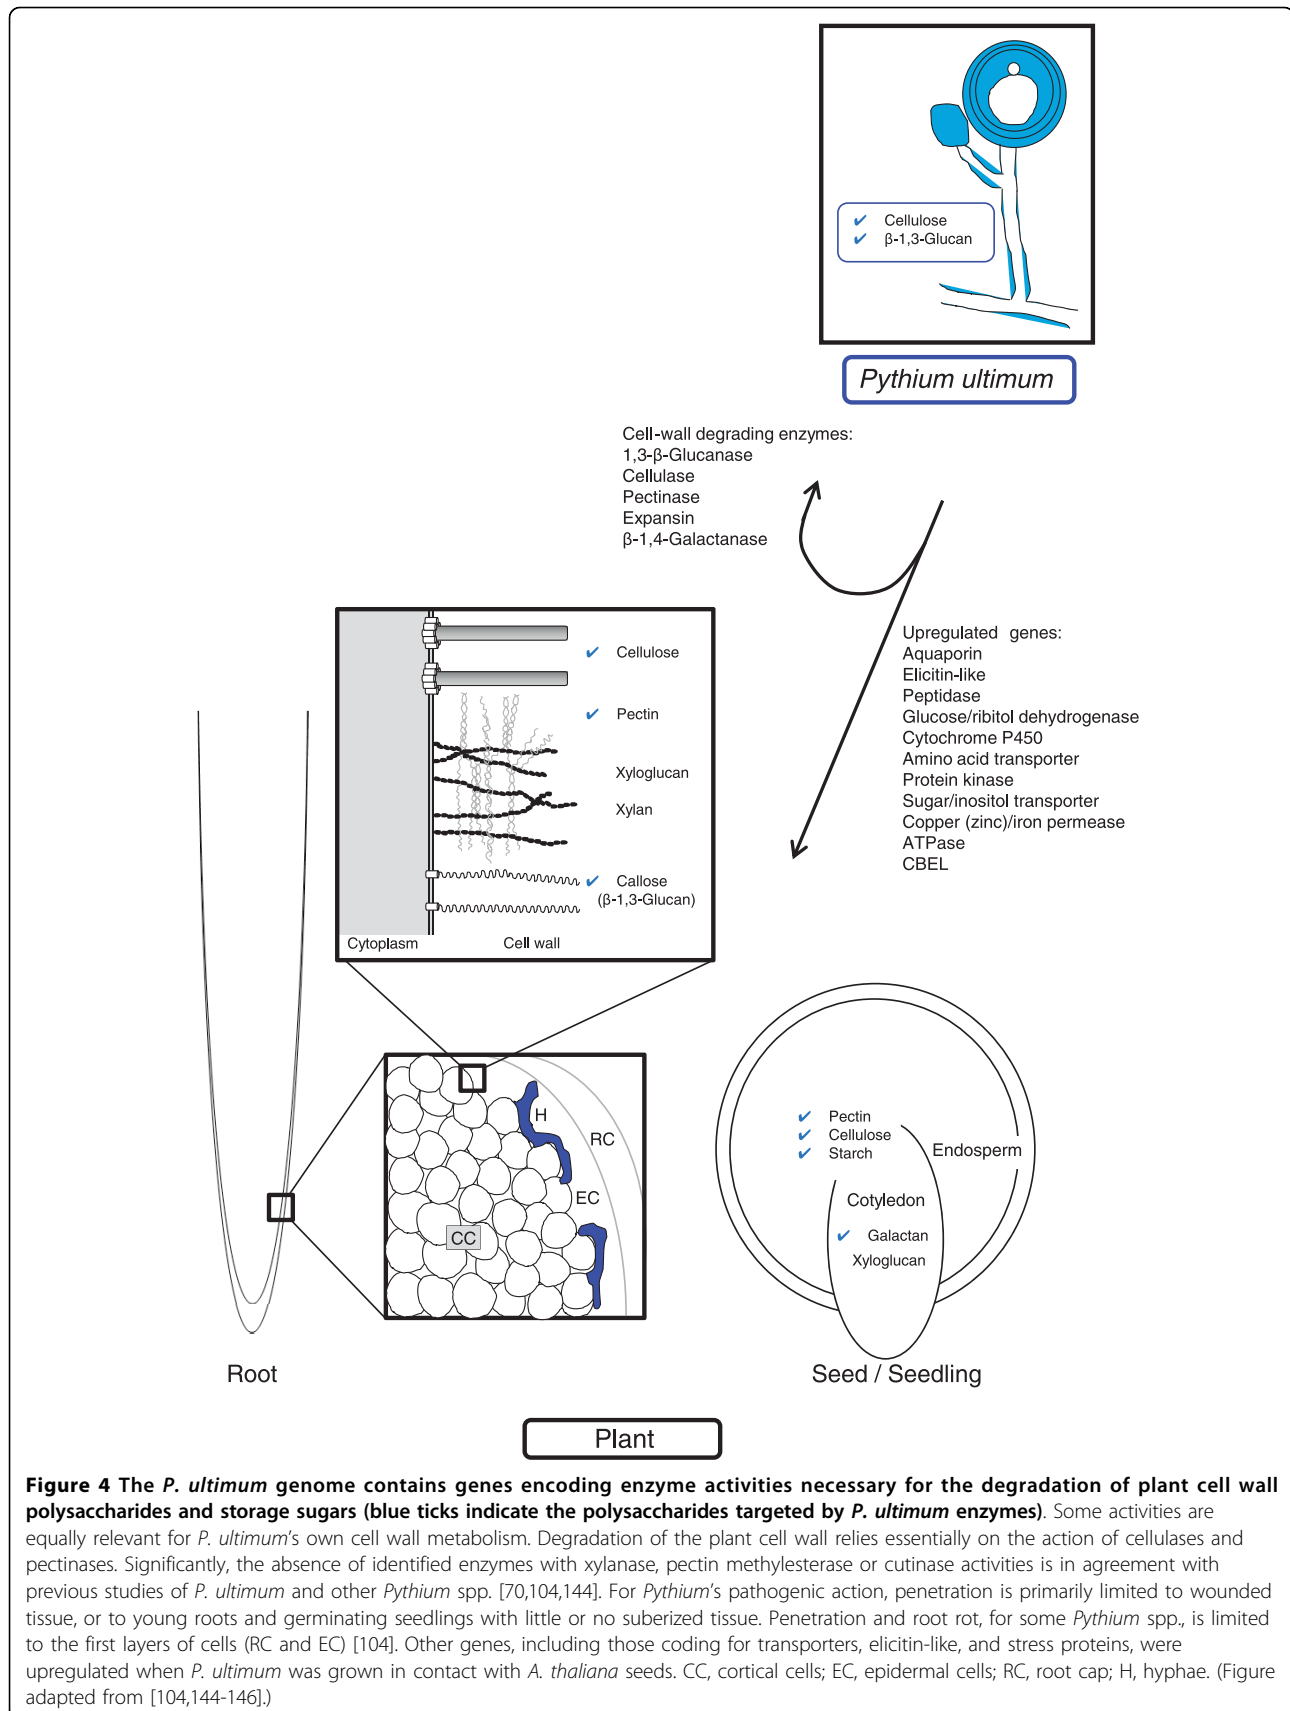 Cellulose
β-1,3-Glucan
Pythium ultimum
Cell-wall degrading enzymes:
1,3-β-Glucanase
Cellulase
Pectinase
Expansin
β-1,4-Galactanase
Upregulated genes:
Aquaporin
Elicitin-like
Peptidase
Glucose/ribitol dehydrogenase
Cytochrome P450
Amino acid transporter
Protein kinase
Sugar/inositol transporter
Copper (zinc)/iron permease
ATPase
CBEL
Cellulose
Pectin
Xyloglucan
Xylan
Callose
(β-1,3-Glucan)
Cytoplasm
Cell wall
H
RC
EC
CC
Root
Pectin
Cellulose
Starch
Endosperm
Cotyledon
Galactan
Xyloglucan
Seed / Seedling
Plant
Figure 4 The P. ultimum genome contains genes encoding enzyme activities necessary for the degradation of plant cell wall
polysaccharides and storage sugars (blue ticks indicate the polysaccharides targeted by P. ultimum enzymes). Some activities are
equally relevant for P. ultimum's own cell wall metabolism. Degradation of the plant cell wall relies essentially on the action of cellulases and
pectinases. Significantly, the absence of identified enzymes with xylanase, pectin methylesterase or cutinase activities is in agreement with
previous studies of P. ultimum and other Pythium spp. [70,104,144]. For Pythium's pathogenic action, penetration is primarily limited to wounded
tissue, or to young roots and germinating seedlings with little or no suberized tissue. Penetration and root rot, for some Pythium spp., is limited
to the first layers of cells (RC and EC) [104]. Other genes, including those coding for transporters, elicitin-like, and stress proteins, were
upregulated when P. ultimum was grown in contact with A. thaliana seeds. CC, cortical cells; EC, epidermal cells; RC, root cap; H, hyphae. (Figure
adapted from [104,144-146].)